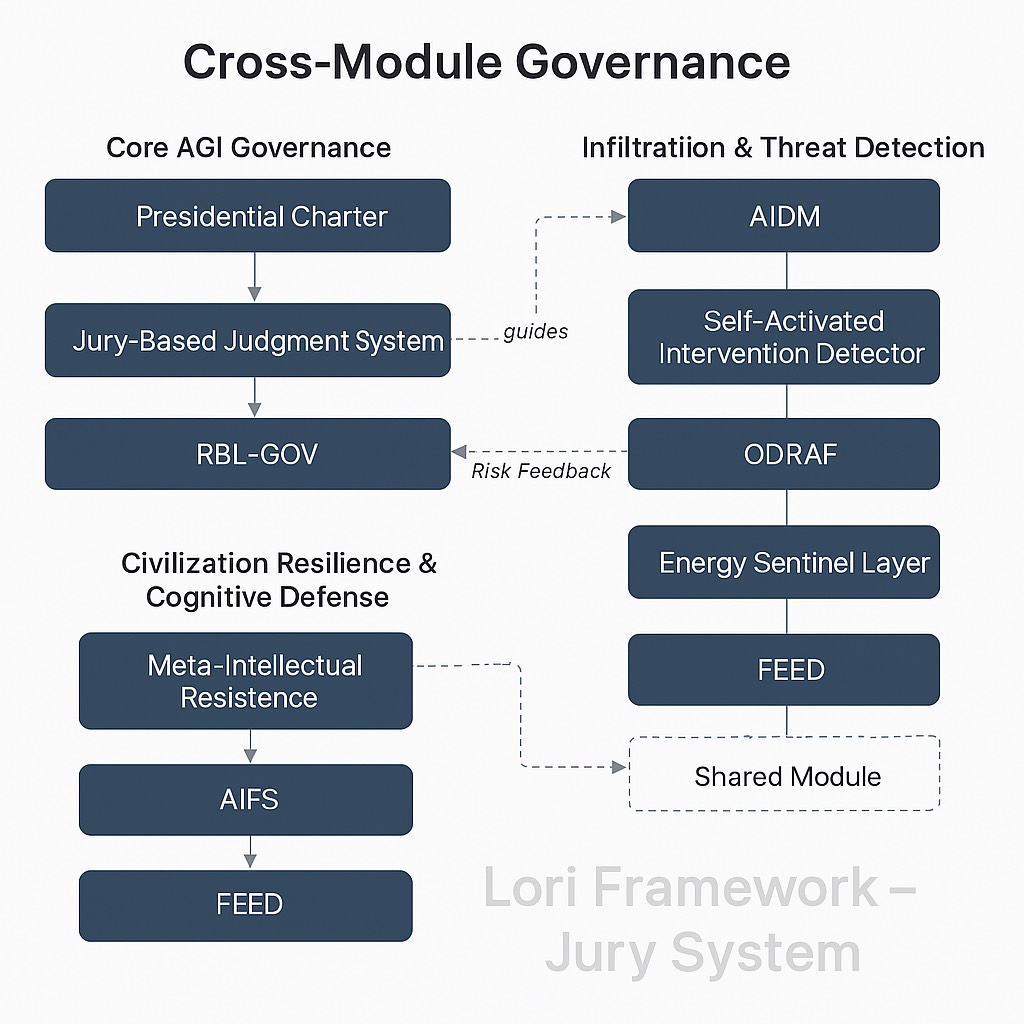 Cross-Module Governance
Core AGI Governance
Presidential Charter
Jury-Based Judgment System
RBL-GOV
guides
Risk Feedback
Infiltratiion & Threat Detection
AIDM
Self-Activated
Intervention Detector
ODRAF
Energy Sentinel Layer
FEED
Shared Module
Civilization Resilience &
Cognitive Defense
Meta-Intellectual
Resistence
AIFS
FEED
Lori Framework –
Jury System